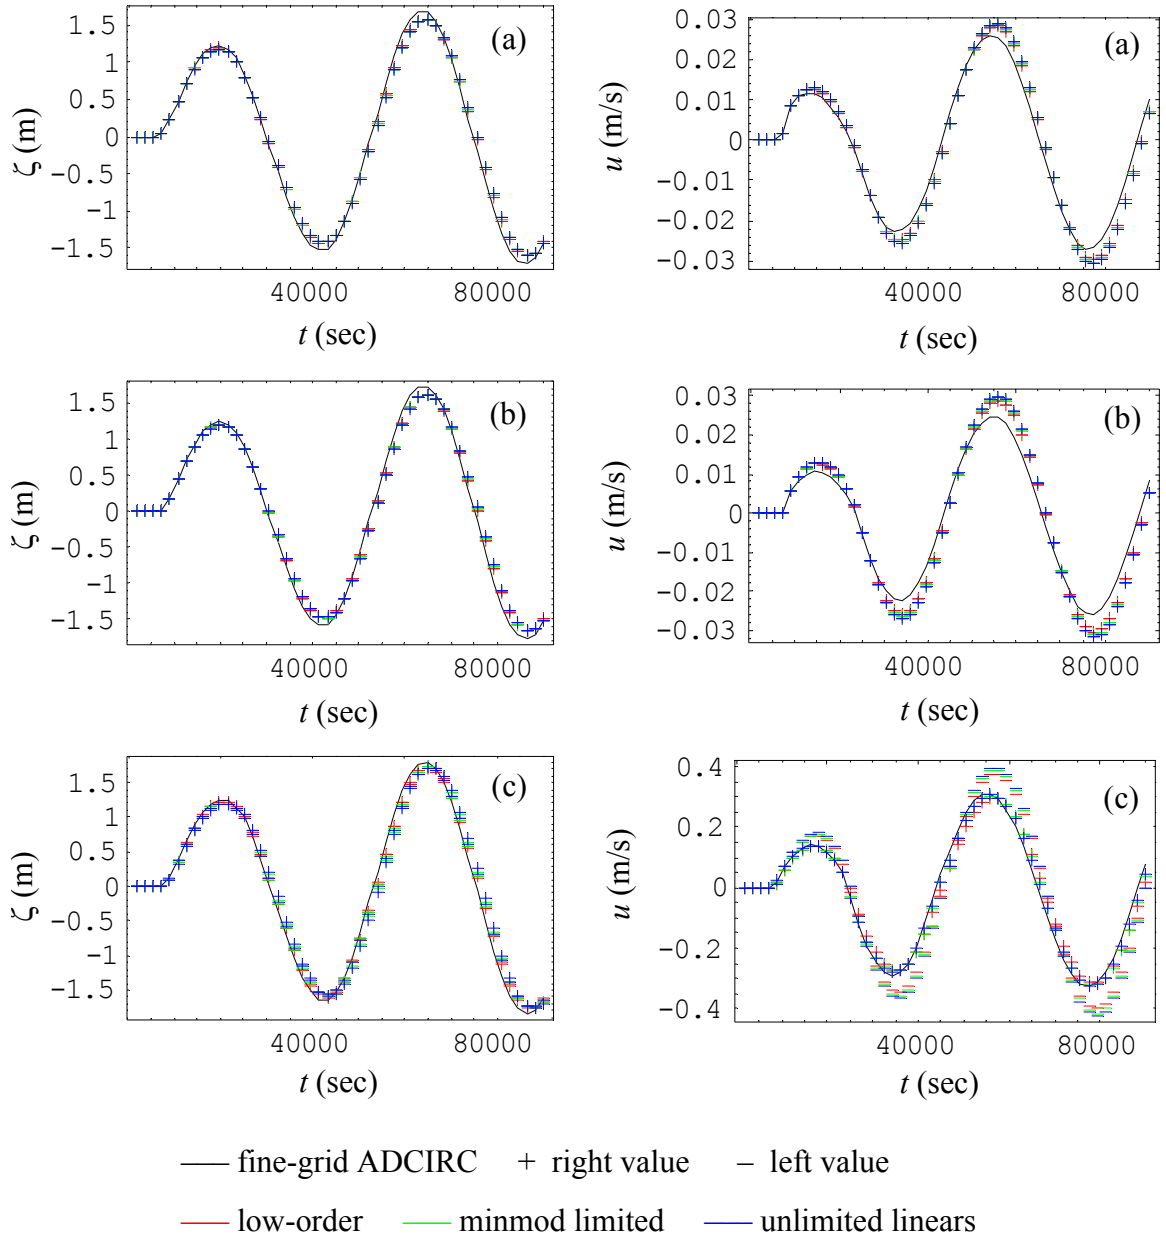 1.5
1
0.5
0
-0.5
-1
-1.5
ζ (m)
(a)
40000 80000
t (sec)
0.03
0.02
0.01
0
-0.01
-0.02
-0.03
u (m/s)
(a)
40000 80000
t (sec)
1.5
1
0.5
0
-0.5
-1
-1.5
ζ (m)
(b)
40000 80000
t (sec)
0.03
0.02
0.01
0
-0.01
-0.02
-0.03
u (m/s)
(b)
40000 80000
t (sec)
1.5
1
0.5
0
-0.5
-1
-1.5
ζ (m)
(c)
40000 80000
t (sec)
0.4
0.2
0
-0.2
-0.4
u (m/s)
(c)
40000 80000
t (sec)
— fine-grid ADCIRC + right value – left value
— low-order — minmod limited — unlimited linears